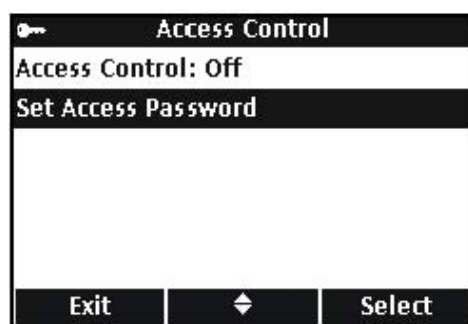 Access Control
Access Control: Off
Set Access Password
Exit Select